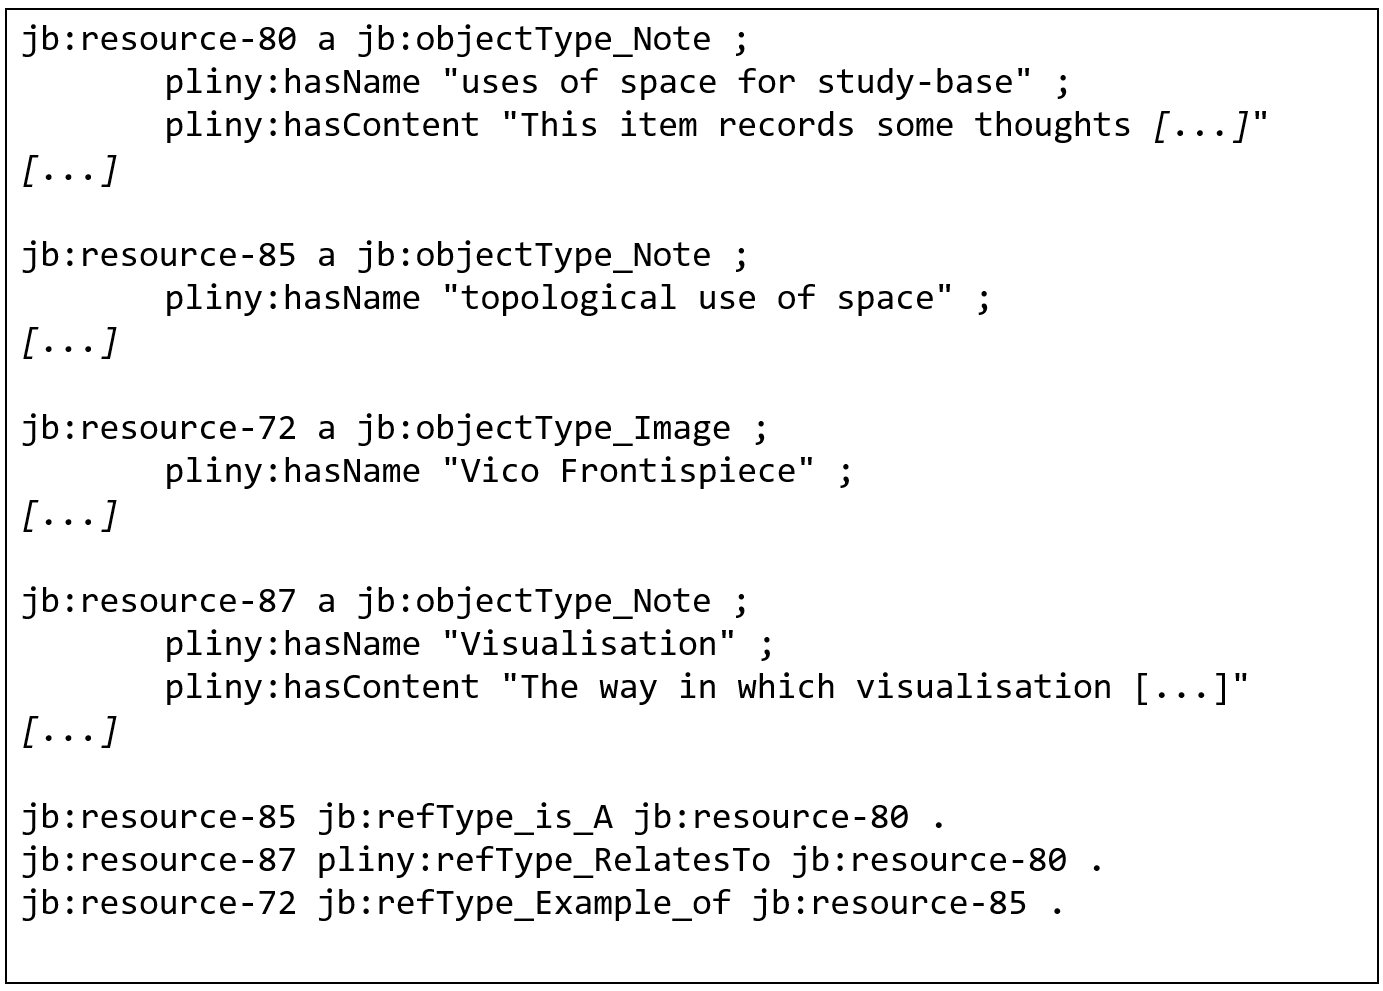 jb:resource-80 a jb:objectType_Note ;
pliny:hasName "uses of space for study-base" ;
pliny:hasContent "This item records some thoughts [...]"
[...]
jb:resource-85 a jb:objectType_Note ;
pliny:hasName "topological use of space" ;
[...]
jb:resource-72 a jb:objectType_Image ;
pliny:hasName "Vico Frontispiece" ;
[...]
jb:resource-87 a jb:objectType_Note ;
pliny:hasName "Visualisation" ;
pliny:hasContent "The way in which visualisation [...]"
[...]
jb:resource-85 jb:refType_is_A jb:resource-80 .
jb:resource-87 pliny:refType_RelatesTo jb:resource-80 .
jb:resource-72 jb:refType_Example_of jb:resource-85 .